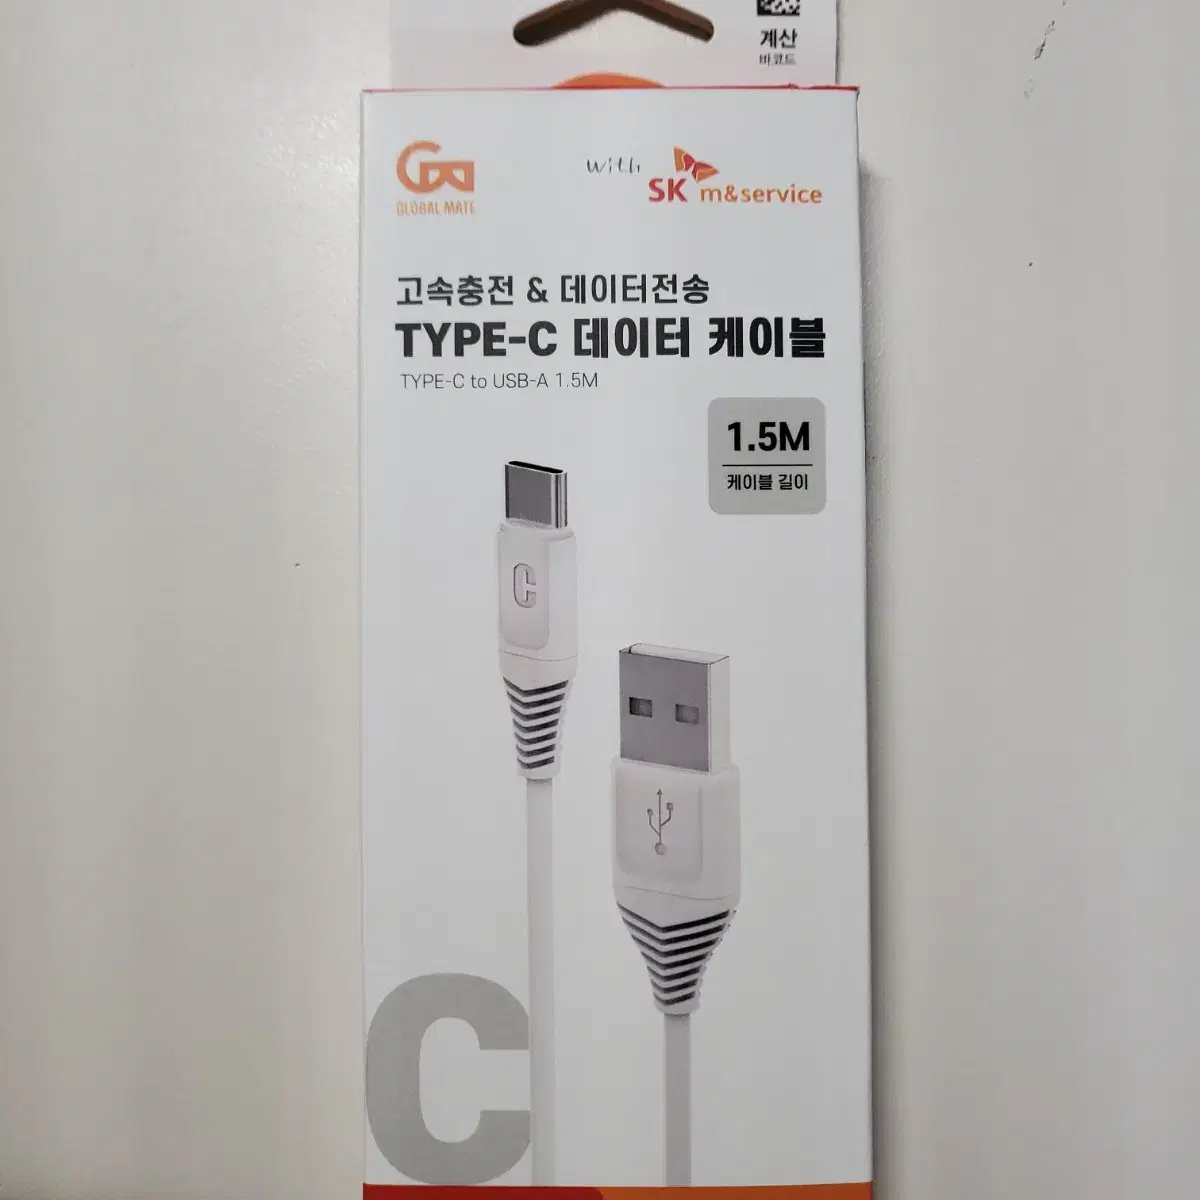 계산
바코드
GLOBAL MATE
with
SK m&service
고속충전 & 데이터전송
TYPE-C 데이터 케이블
TYPE-C to USB-A 1.5M
1.5M
케이블 길이
C
C